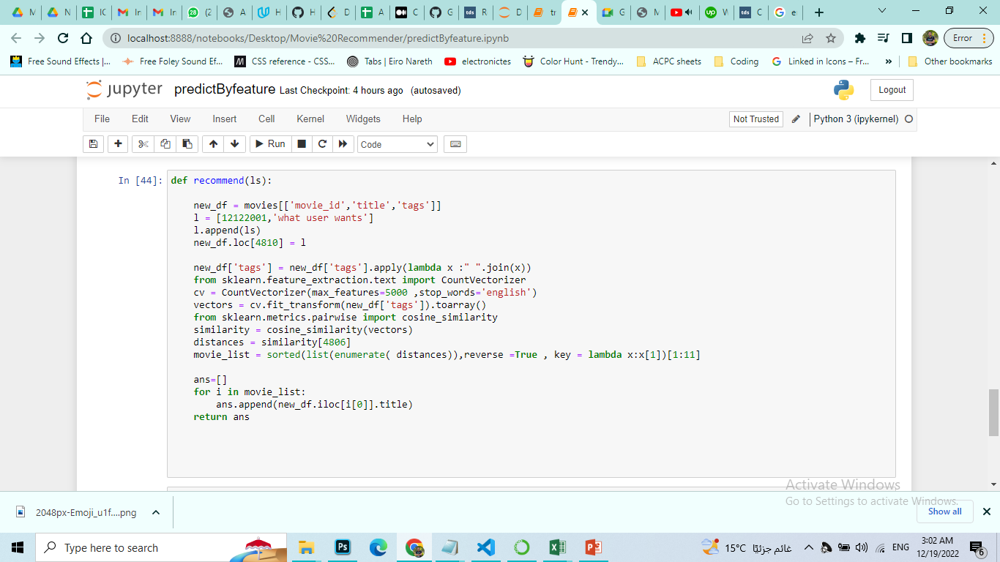 M
N
IC
In
In
(2
A
H
H
D
A
C
G
R
D
tr
G
M
V
C
e
localhost:8888/notebooks/Desktop/Movie%20Recommender/predictByfeature.ipynb
Error
Free Sound Effects |...
Free Foley Sound Ef...
CSS reference - CSS...
Tabs | Eiro Nareth
electronictes
Color Hunt - Trendy...
ACPC sheets
Coding
Linked in Icons – Fr...
»
Other bookmarks
jupyter predictByfeature Last Checkpoint: 4 hours ago (autosaved)
Logout
File Edit View Insert Cell Kernel Widgets Help
Not Trusted
Python 3 (ipykernel)
Run
Code
In [44]:
def recommend(ls):
new_df = movies[['movie_id','title','tags']]
l = [12122001,'what user wants']
l.append(ls)
new_df.loc[4810] = l
new_df['tags'] = new_df['tags'].apply(lambda x :" ".join(x))
from sklearn.feature_extraction.text import CountVectorizer
cv = CountVectorizer(max_features=5000 ,stop_words='english')
vectors = cv.fit_transform(new_df['tags']).toarray()
from sklearn.metrics.pairwise import cosine_similarity
similarity = cosine_similarity(vectors)
distances = similarity[4806]
movie_list = sorted(list(enumerate( distances)),reverse =True , key = lambda x:x[1])[1:11]
ans=[]
for i in movie_list:
ans.append(new_df.iloc[i[0]].title)
return ans
Activate Windows
Go to Settings to activate Windows.
2048px-Emoji_u1f....png
Show all
Type here to search
15°C غائم جزئيًا
ENG
3:02 AM
12/19/2022
6